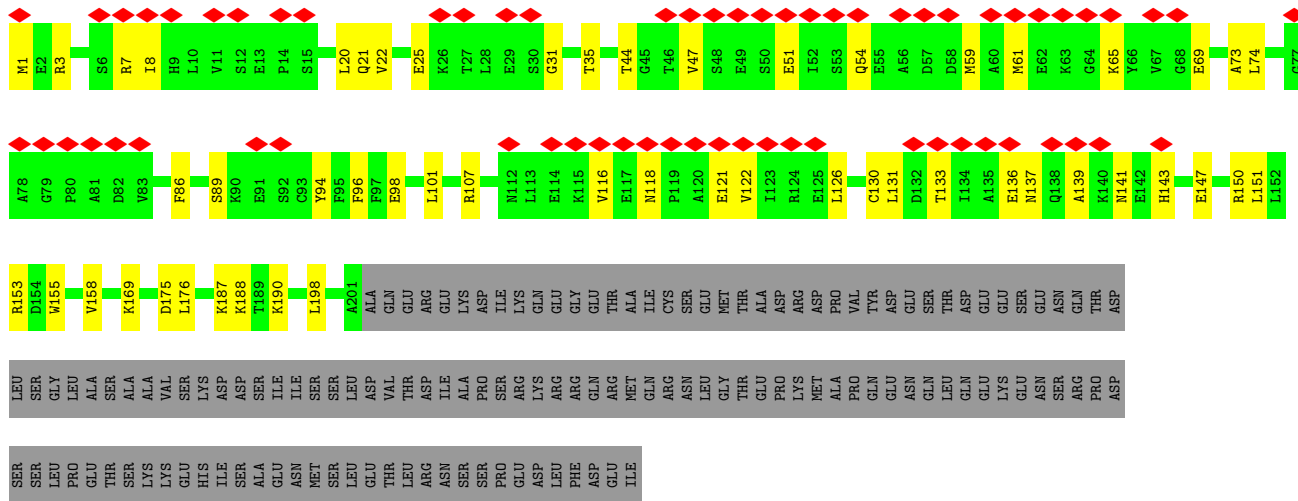 M1 E2 R3 S6 R7 I8 H9 L10 V11 S12 E13 P14 S15 L20 Q21 V22 E25 K26 T27 L28 E29 S30 G31 T35 T44 G45 T46 V47 S48 E49 S50 E51 I52 S53 Q54 E55 A56 D57 D58 M59 A60 M61 E62 K63 G64 K65 Y66 V67 G68 E69 A73 L74 G77
A78 G79 P80 A81 D82 V83 F86 S89 K90 E91 S92 C93 Y94 F95 F96 F97 E98 L101 R107 N112 L113 E114 K115 V116 E117 N118 P119 A120 E121 V122 I123 R124 E125 L126 C130 L131 D132 T133 I134 A135 E136 N137 Q138 A139 K140 N141 E142 H143 E147 R150 L151 L152
R153 D154 W155 V158 K169 D175 L176 K187 K188 T189 K190 L198 A201 ALA GLN GLU ARG GLU LYS ASP ILE LYS GLN GLU GLY GLU THR ALA ILE CYS SER GLU MET THR ALA ASP ARG ASP PRO VAL TYR ASP GLU SER THR ASP GLU GLU SER GLU ASN GLN THR ASP
LEU SER GLY LEU ALA SER ALA ALA VAL SER LYS ASP ASP SER ILE ILE SER SER LEU ASP VAL THR ASP ILE ALA PRO SER ARG LYS ARG ARG GLN ARG MET GLN ARG ASN LEU GLY THR GLU PRO LYS MET ALA PRO GLN GLU ASN GLN LEU GLN GLU LYS GLU ASN SER ARG PRO ASP
SER SER LEU PRO GLU THR SER LYS LYS GLU HIS ILE SER ALA GLU ASN MET SER LEU GLU THR LEU ARG ASN SER SER PRO GLU ASP LEU PHE ASP GLU ILE